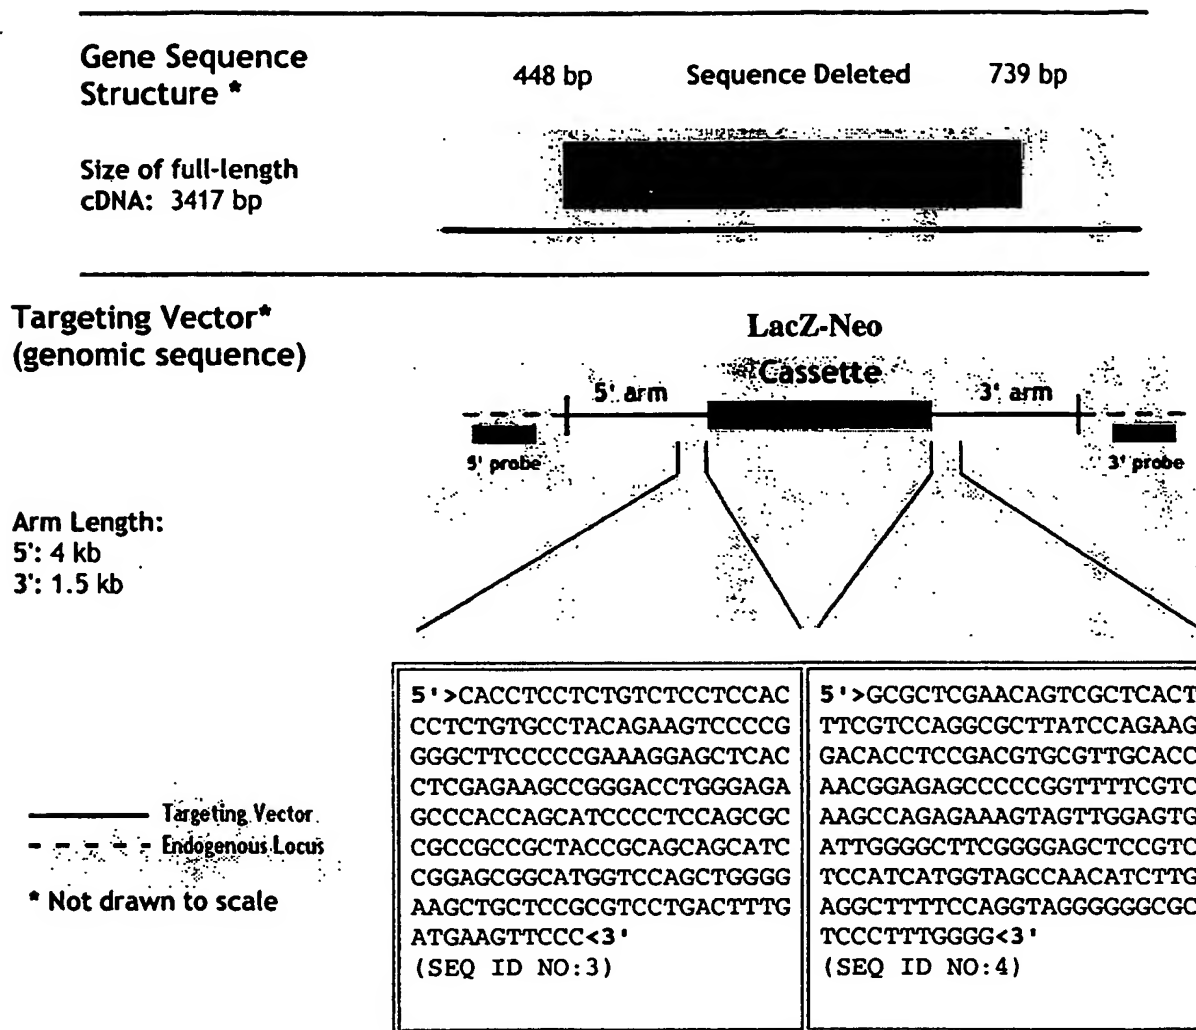 Gene Sequence
Structure *
448 bp
Sequence Deleted
739 bp
Size of full-length
cDNA: 3417 bp
Targeting Vector*
(genomic sequence)
LacZ-Neo
Cassette
5' arm
3' arm
5' probe
3' probe
Arm Length:
5': 4 kb
3': 1.5 kb
Targeting Vector
Endogenous Locus
* Not drawn to scale
5'>CACCTCCTCTGTCTCCTCCAC
CCTCTGTGCCTACAGAAGTCCCCG
GGGCTTCCCCCGAAAGGAGCTCAC
CTCGAGAAGCCGGGACCTGGGAGA
GCCCACCAGCATCCCCTCCAGCGC
CGCCGCCGCTACCGCAGCAGCATC
CGGAGCGGCATGGTCCAGCTGGGG
AAGCTGCTCCGCGTCCTGACTTTG
ATGAAGTTCCC<3'
(SEQ ID NO:3)
5'>GCGCTCGAACAGTCGCTCACT
TTCGTCCAGGCGCTTATCCAGAAG
GACACCTCCGACGTGCGTTGCACC
AACGGAGAGCCCCCGGTTTTCGTC
AAGCCAGAGAAAGTAGTTGGAGTG
ATTGGGGCTTCGGGGAGCTCCGTC
TCCATCATGGTAGCCAACATCTTG
AGGCTTTTCCAGGTAGGGGGGCGC
TCCCTTTGGGG<3'
(SEQ ID NO:4)